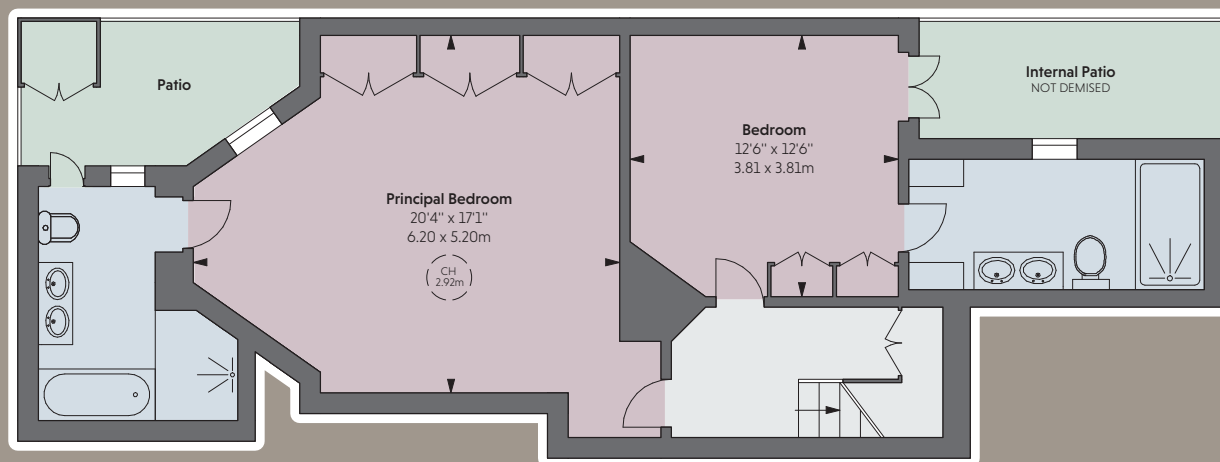 Patio
Principal Bedroom
20'4" x 17'1"
6.20 x 5.20m
CH
2.92m
Bedroom
12'6" x 12'6"
3.81 x 3.81m
Internal Patio
NOT DEMISED